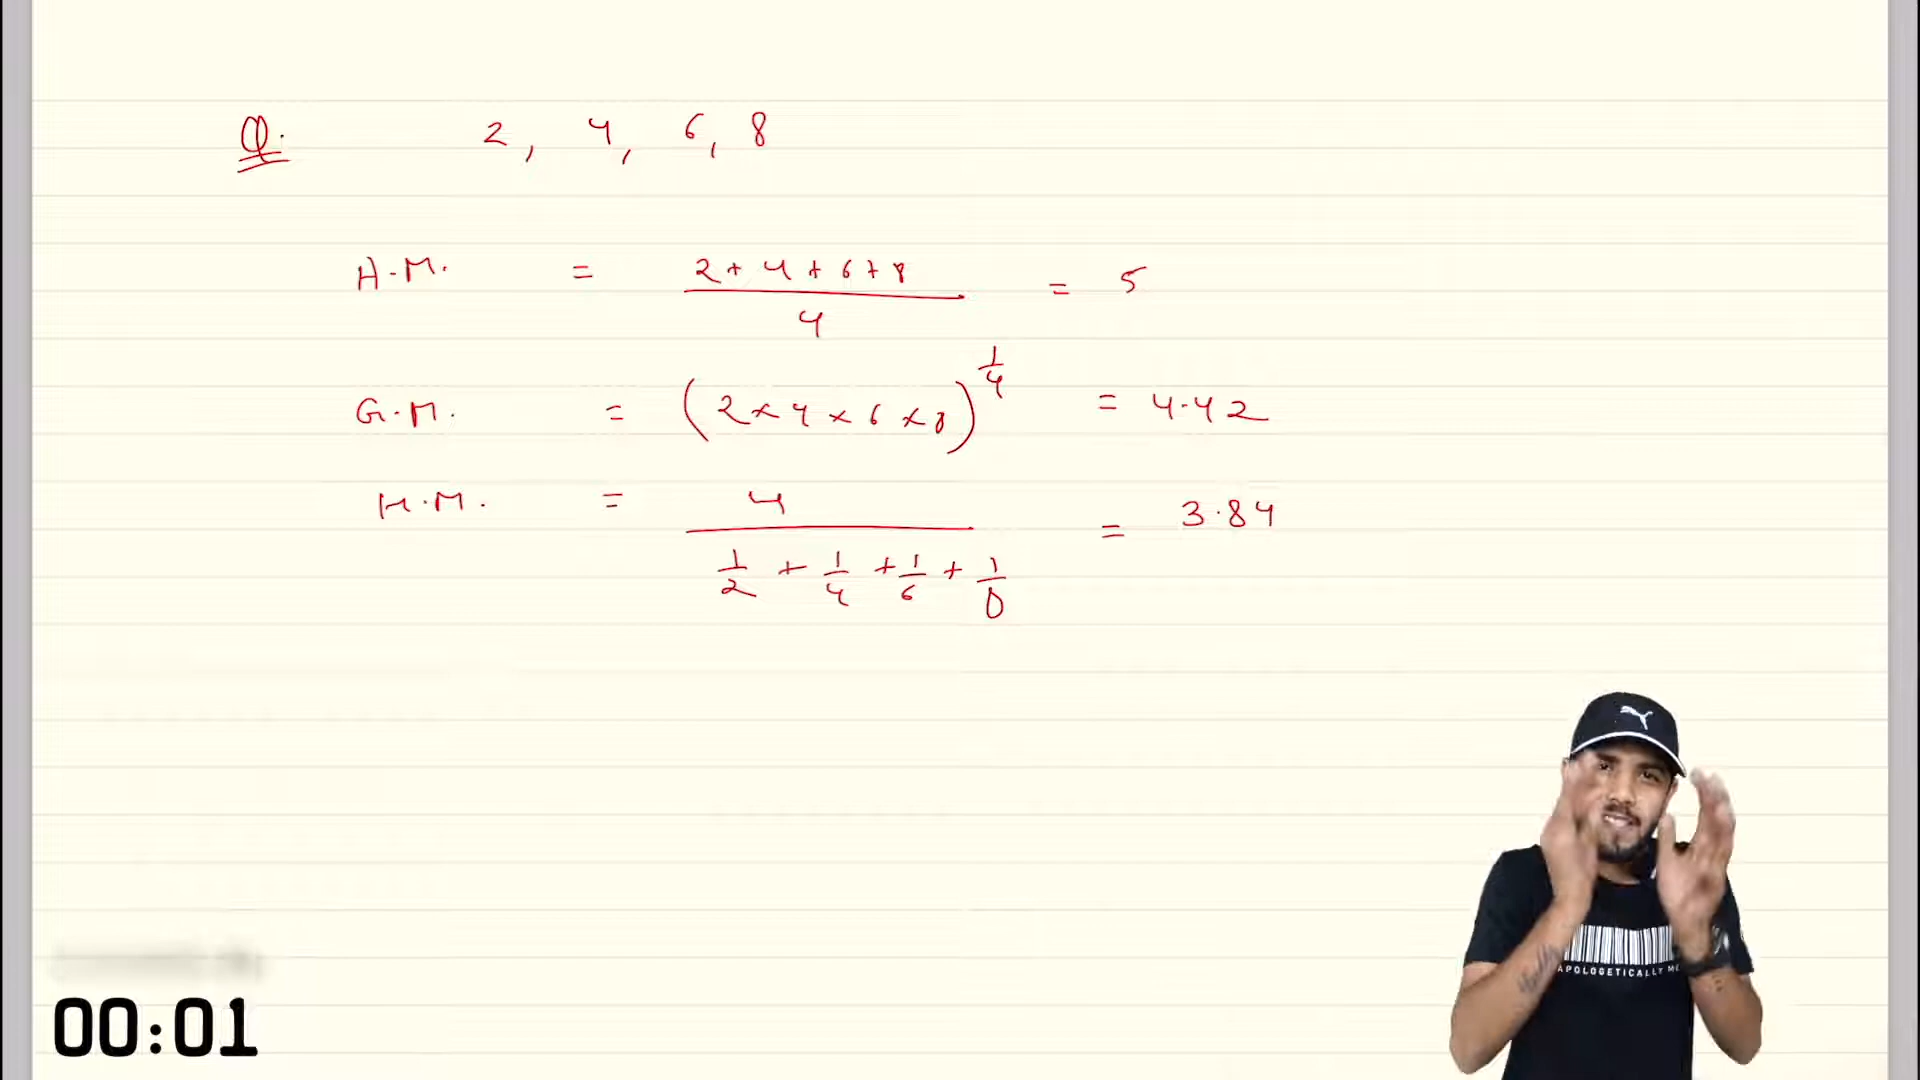 Q. 2, 4, 6, 8
A.M. = (2+4+6+8)/4 = 5
G.M. = (2×4×6×8)^(1/4) = 4.42
H.M. = 4/(1/2 + 1/4 + 1/6 + 1/8) = 3.84
APOLOGETICALLY
00:01